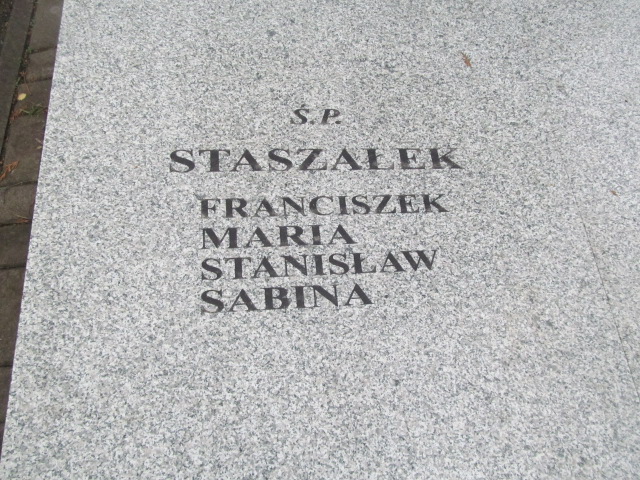 Ś.P.
STASZAŁEK
FRANCISZEK
MARIA
STANISŁAW
SABINA